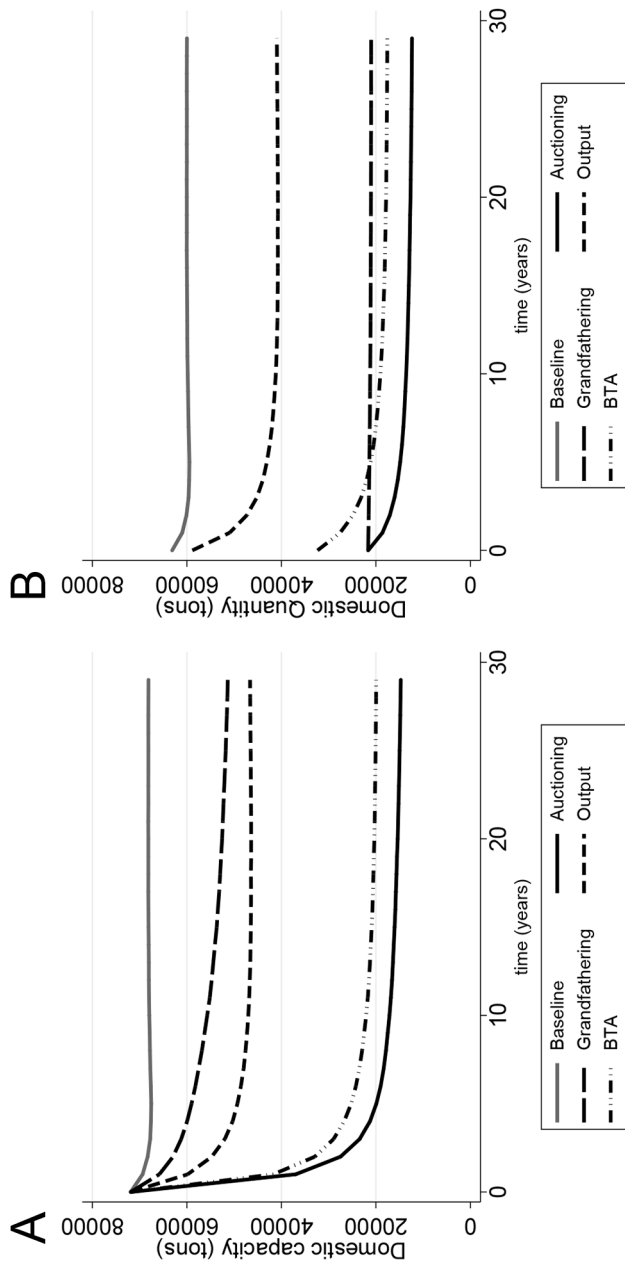 A
Domestic capacity (tons)
80000
60000
40000
20000
0
0 10 20 30
time (years)
Baseline Auctioning
Grandfathering Output
BTA
B
Domestic Quantity (tons)
80000
60000
40000
20000
0
0 10 20 30
time (years)
Baseline Auctioning
Grandfathering Output
BTA